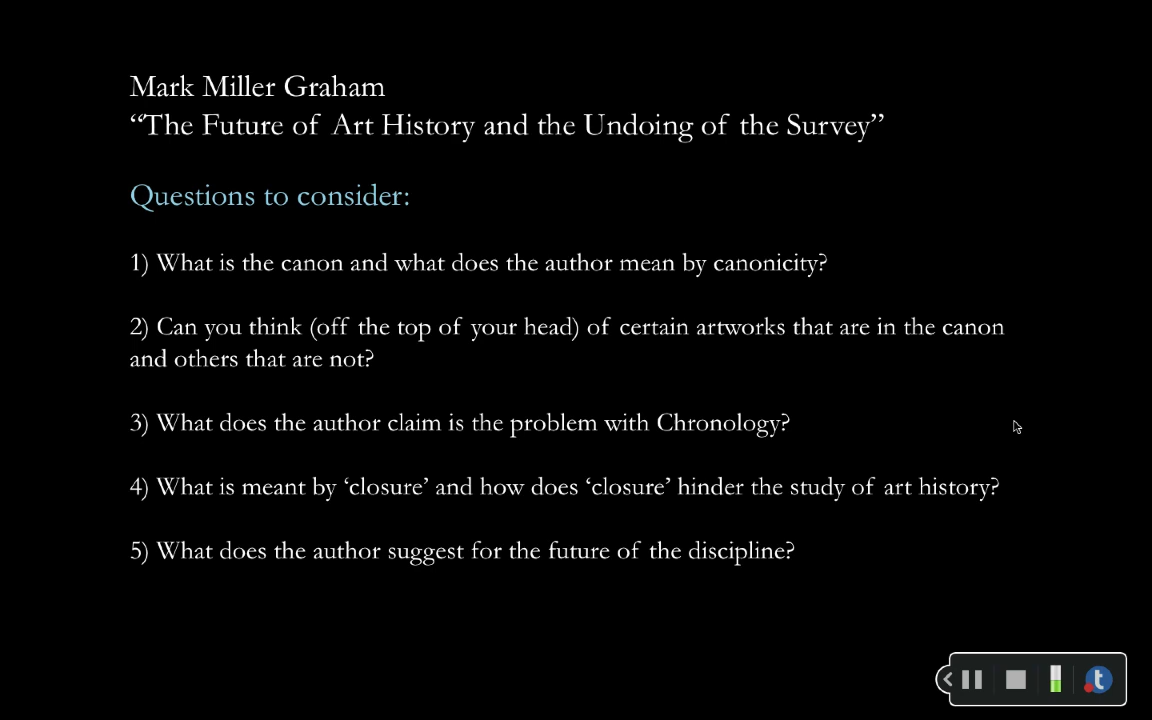 Mark Miller Graham
“The Future of Art History and the Undoing of the Survey”
Questions to consider:
1) What is the canon and what does the author mean by canonicity?
2) Can you think (off the top of your head) of certain artworks that are in the canon
and others that are not?
3) What does the author claim is the problem with Chronology?
4) What is meant by ‘closure’ and how does ‘closure’ hinder the study of art history?
5) What does the author suggest for the future of the discipline?
t